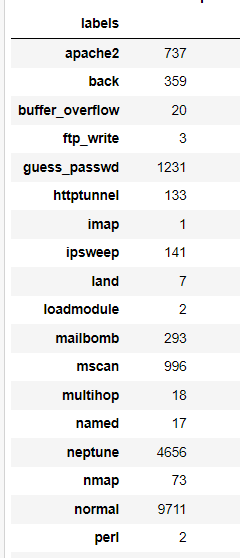 labels
apache2 737
back 359
buffer_overflow 20
ftp_write 3
guess_passwd 1231
httptunnel 133
imap 1
ipsweep 141
land 7
loadmodule 2
mailbomb 293
mscan 996
multihop 18
named 17
neptune 4656
nmap 73
normal 9711
perl 2